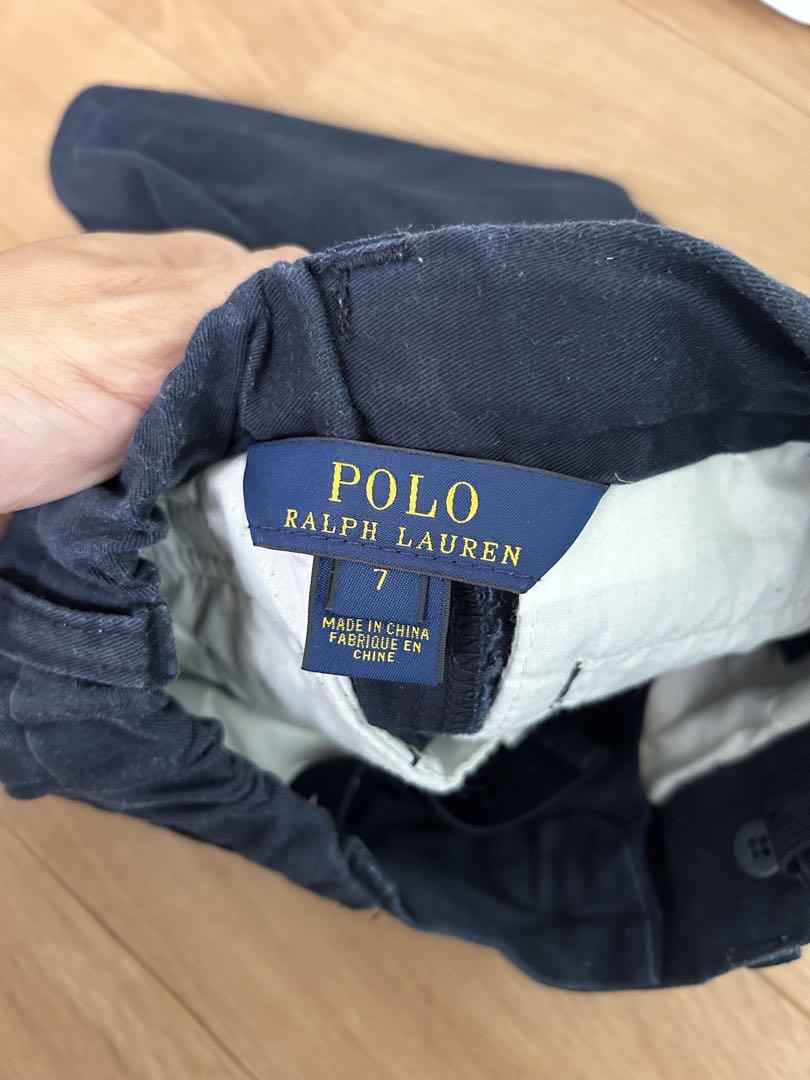 POLO
RALPH LAUREN
7
MADE IN CHINA
FABRIQUE EN
CHINE